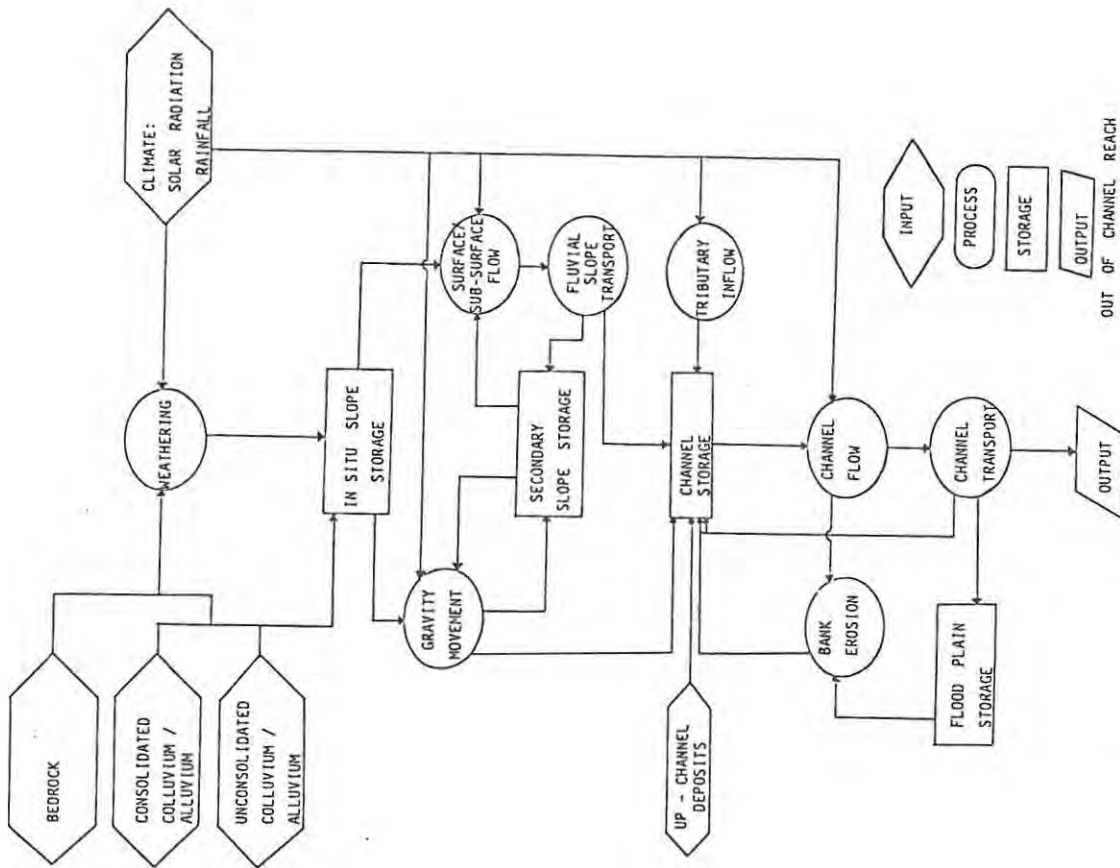 CLIMATE:
SOLAR RADIATION
RAINFALL
BEDROCK
CONSOLIDATED
COLLUVIUM /
ALLUVIUM
UNCONSOLIDATED
COLLUVIUM /
ALLUVIUM
WEATHERING
IN SITU SLOPE
STORAGE
SURFACE/
SUB-SURFACE
FLOW
GRAVITY
MOVEMENT
SECONDARY
SLOPE STORAGE
FLUVIAL
SLOPE
TRANSPORT
UP - CHANNEL
DEPOSITS
CHANNEL
STORAGE
TRIBUTARY
INFLOW
BANK
EROSION
CHANNEL
FLOW
FLOOD PLAIN
STORAGE
CHANNEL
TRANSPORT
OUTPUT
INPUT
PROCESS
STORAGE
OUTPUT
OUT OF CHANNEL REACH